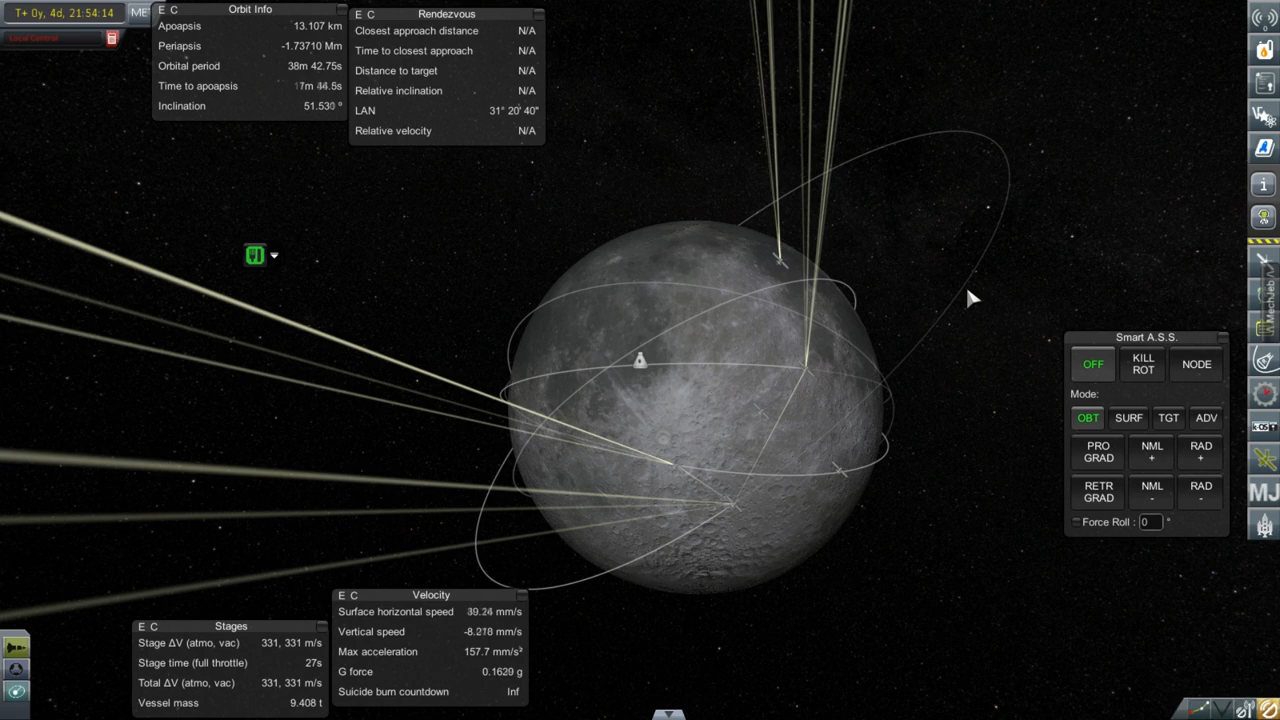 T+ 0y, 4d, 21:54:14 MET
E C Orbit Info
Apoapsis 13.107 km
Periapsis -1.73710 Mm
Orbital period 38m 42.75s
Time to apoapsis 17m 44.5s
Inclination 51.530 º
E C Rendezvous
Closest approach distance N/A
Time to closest approach N/A
Distance to target N/A
Relative inclination N/A
LAN 31° 20' 40"
Relative velocity N/A
MechJeb
Smart A.S.S.
OFF KILL ROT NODE
Mode:
OBT SURF TGT ADV
PRO GRAD NML + RAD +
RETR GRAD NML - RAD -
Force Roll : 0 °
kOS
MJ
E C Velocity
Surface horizontal speed 39.24 mm/s
Vertical speed -8.218 mm/s
Max acceleration 157.7 mm/s²
G force 0.1629 g
Suicide burn countdown Inf
E C Stages
Stage ΔV (atmo, vac) 331, 331 m/s
Stage time (full throttle) 27s
Total ΔV (atmo, vac) 331, 331 m/s
Vessel mass 9.408 t